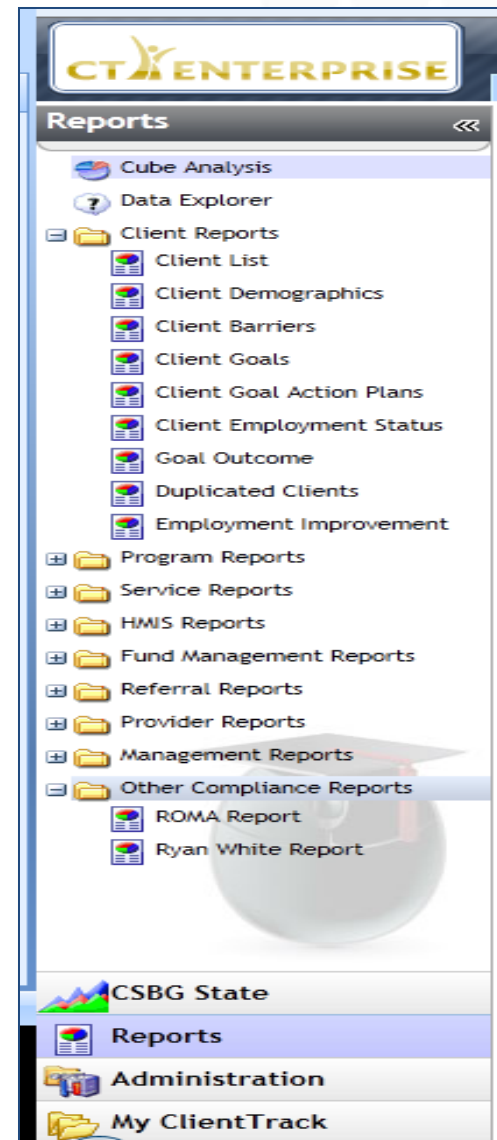 CT ENTERPRISE
Reports
Cube Analysis
Data Explorer
Client Reports
Client List
Client Demographics
Client Barriers
Client Goals
Client Goal Action Plans
Client Employment Status
Goal Outcome
Duplicated Clients
Employment Improvement
Program Reports
Service Reports
HMIS Reports
Fund Management Reports
Referral Reports
Provider Reports
Management Reports
Other Compliance Reports
ROMA Report
Ryan White Report
CSBG State
Reports
Administration
My ClientTrack